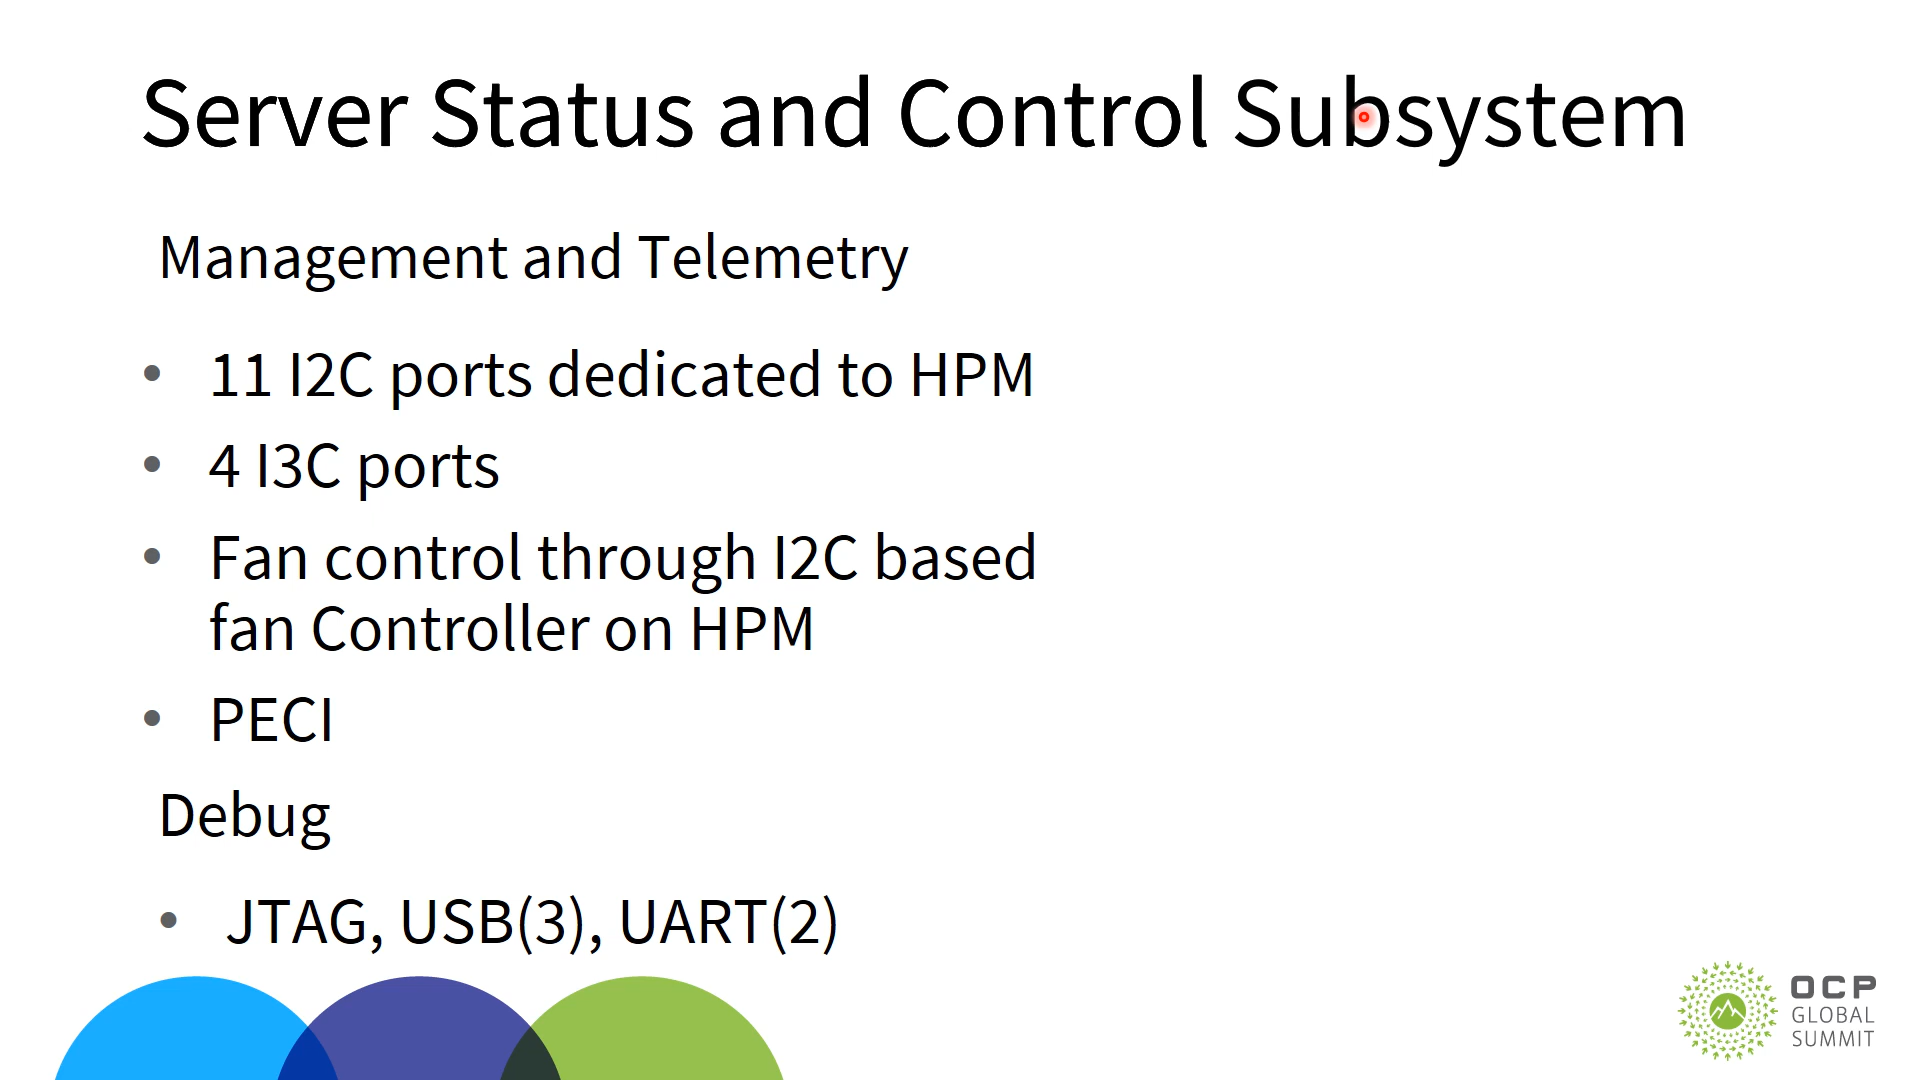 Server Status and Control Subsystem
Management and Telemetry
• 11 I2C ports dedicated to HPM
• 4 I3C ports
• Fan control through I2C based
fan Controller on HPM
• PECI
Debug
• JTAG, USB(3), UART(2)
OCP
GLOBAL
SUMMIT